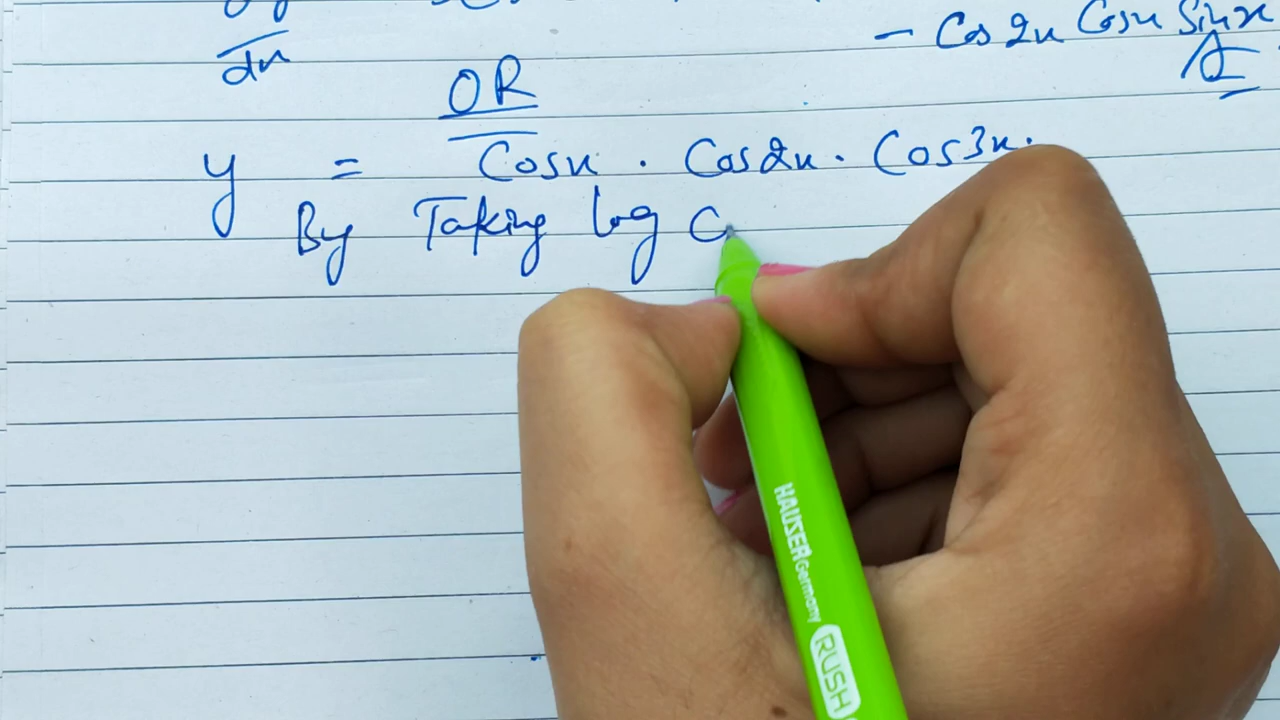 dx
- Cos2x Cosx Sinx
OR
y = Cosx . Cos2x . Cos3x.
By Taking log
HAUSER Germany RUSH